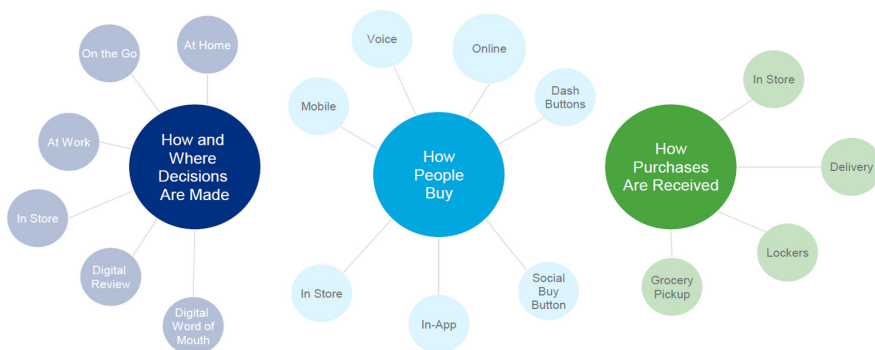 How and
Where
Decisions
Are Made
At Home
On the Go
At Work
In Store
Digital
Review
Digital
Word of
Mouth
How
People
Buy
Voice
Online
Mobile
Dash
Buttons
In Store
In-App
Social
Buy
Button
How
Purchases
Are Received
In Store
Delivery
Lockers
Grocery
Pickup